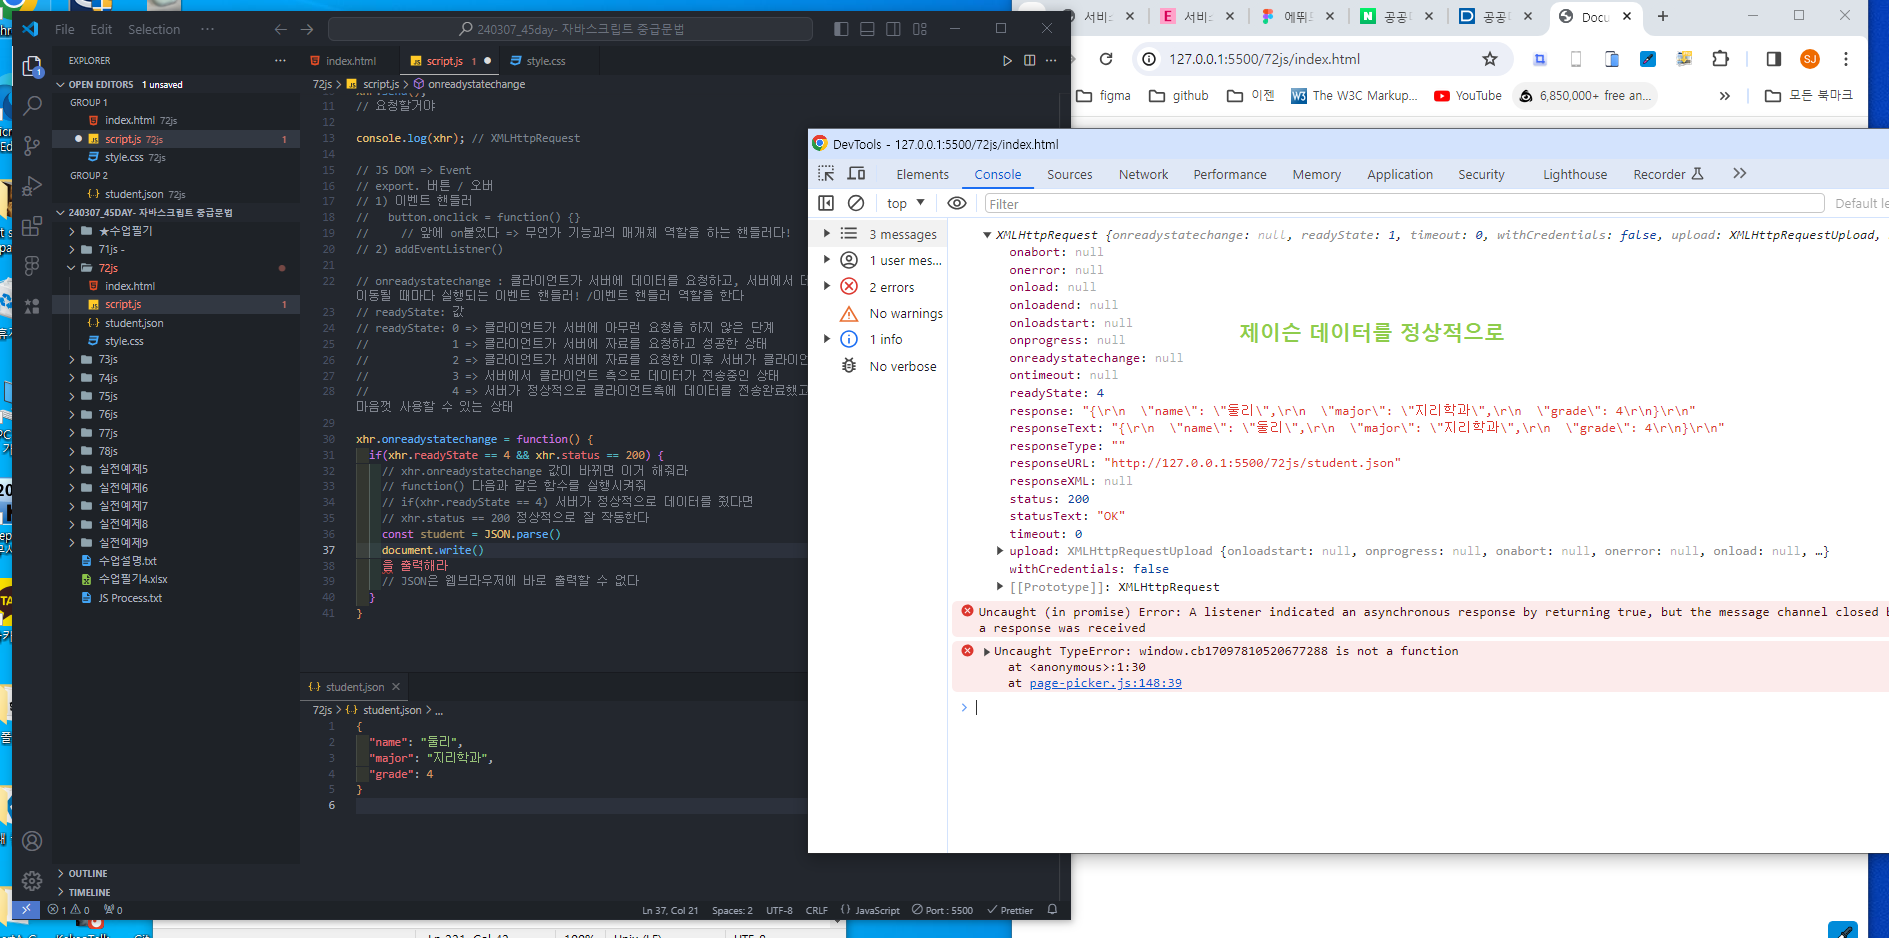 File Edit Selection ···
240307_45day- 자바스크립트 중급문법
EXPLORER
OPEN EDITORS 1 unsaved
GROUP 1
index.html 72js
script.js 72js 1
style.css 72js
GROUP 2
student.json 72js
240307_45DAY- 자바스크립트 중급문법
★수업필기
71js -
72js
index.html
script.js 1
student.json
style.css
73js
74js
75js
76js
77js
78js
실전예제5
실전예제6
실전예제7
실전예제8
실전예제9
수업설명.txt
수업필기4.xlsx
JS Process.txt
OUTLINE
TIMELINE
index.html script.js 1 style.css
72js > script.js > onreadystatechange
11 // 요청할거야
12
13 console.log(xhr); // XMLHttpRequest
14
15 // JS DOM => Event
16 // export. 버튼 / 오버
17 // 1) 이벤트 핸들러
18 // button.onclick = function() {}
19 // // 앞에 on붙었다 => 무언가 기능과의 매개체 역할을 하는 핸들러다!
20 // 2) addEventListner()
21
22 // onreadystatechange : 클라이언트가 서버에 데이터를 요청하고, 서버에서
이동될 때마다 실행되는 이벤트 핸들러! /이벤트 핸들러 역할을 한다
23 // readyState: 값
24 // readyState: 0 => 클라이언트가 서버에 아무런 요청을 하지 않은 단계
25 // 1 => 클라이언트가 서버에 자료를 요청하고 성공한 상태
26 // 2 => 클라이언트가 서버에 자료를 요청한 이후 서버가 클라이언
27 // 3 => 서버에서 클라이언트 측으로 데이터가 전송중인 상태
28 // 4 => 서버가 정상적으로 클라이언트측에 데이터를 전송완료했고
마음껏 사용할 수 있는 상태
29
30 xhr.onreadystatechange = function() {
31 if(xhr.readyState == 4 && xhr.status == 200) {
32 // xhr.onreadystatechange 값이 바뀌면 이거 해줘라
33 // function() 다음과 같은 함수를 실행시켜줘
34 // if(xhr.readyState == 4) 서버가 정상적으로 데이터를 줬다면
35 // xhr.status == 200 정상적으로 잘 작동한다
36 const student = JSON.parse()
37 document.write()
38 을 출력해라
39 // JSON은 웹브라우저에 바로 출력할 수 없다
40 }
41 }
student.json
72js > {··} student.json > ...
1 {
2 "name": "둘리",
3 "major": "지리학과",
4 "grade": 4
5 }
6
1 0 0
Ln 37, Col 21 Spaces: 2 UTF-8 CRLF {} JavaScript Port : 5500 Prettier
서비스 서비스 에뛰드 공공 공공 Docu
127.0.0.1:5500/72js/index.html
SJ
figma github 이젠 The W3C Markup... YouTube 6,850,000+ free an... 모든 북마크
DevTools - 127.0.0.1:5500/72js/index.html
Elements Console Sources Network Performance Memory Application Security Lighthouse Recorder
top Filter Default le
3 messages
1 user mes...
2 errors
No warnings
1 info
No verbose
XMLHttpRequest {onreadystatechange: null, readyState: 1, timeout: 0, withCredentials: false, upload: XMLHttpRequestUpload,
onabort: null
onerror: null
onload: null
onloadend: null
onloadstart: null
onprogress: null
onreadystatechange: null
ontimeout: null
readyState: 4
response: "{\r\n \"name\": \"둘리\",\r\n \"major\": \"지리학과\",\r\n \"grade\": 4\r\n}\r\n"
responseText: "{\r\n \"name\": \"둘리\",\r\n \"major\": \"지리학과\",\r\n \"grade\": 4\r\n}\r\n"
responseType: ""
responseURL: "http://127.0.0.1:5500/72js/student.json"
responseXML: null
status: 200
statusText: "OK"
timeout: 0
upload: XMLHttpRequestUpload {onloadstart: null, onprogress: null, onabort: null, onerror: null, onload: null, …}
withCredentials: false
[[Prototype]]: XMLHttpRequest
제이슨 데이터를 정상적으로
Uncaught (in promise) Error: A listener indicated an asynchronous response by returning true, but the message channel closed
a response was received
Uncaught TypeError: window.cb17097810520677288 is not a function
at <anonymous>:1:30
at page-picker.js:148:39